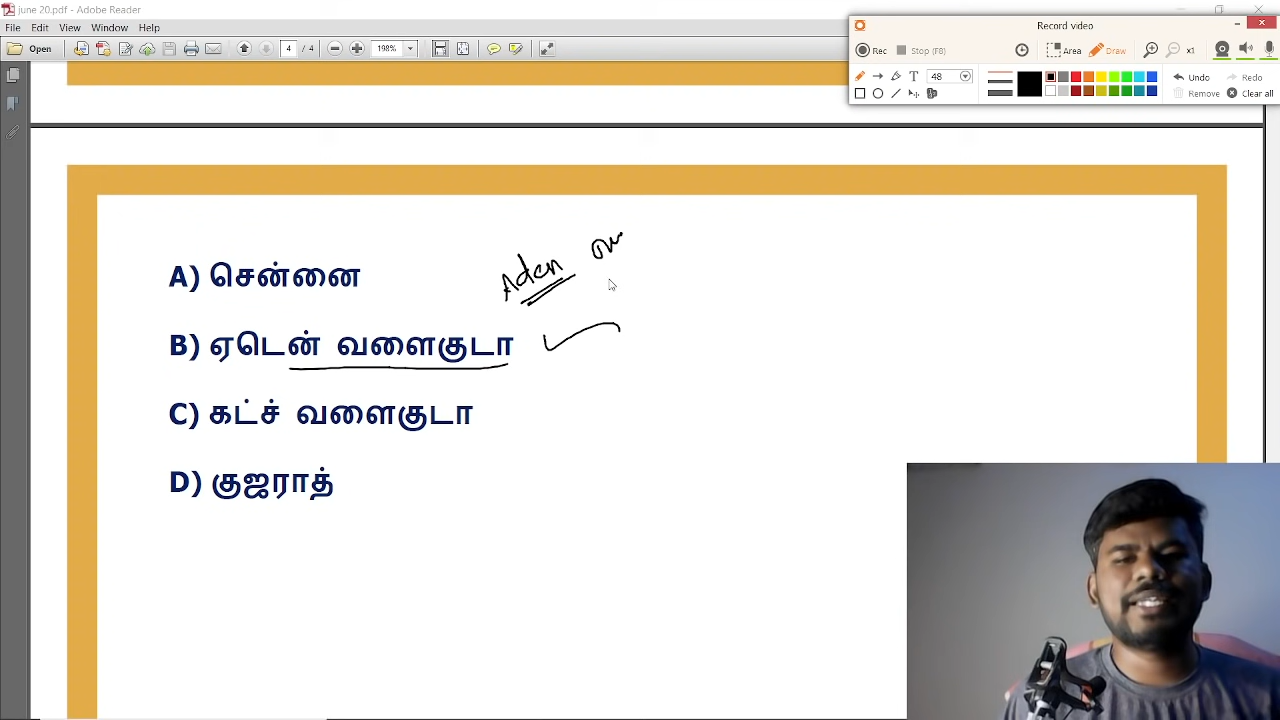 june 20.pdf - Adobe Reader
File Edit View Window Help
Open 4 / 4 198%
Record video
Rec Stop (F8) Area Draw x1
T 48 Undo Redo
Remove Clear all
A) சென்னை
Aden
B) ஏடென் வளைகுடா
C) கட்ச் வளைகுடா
D) குஜராத்